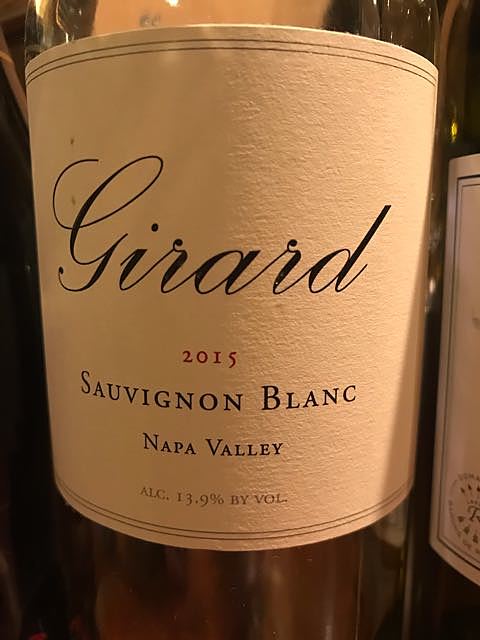 Girard
2015
SAUVIGNON BLANC
NAPA VALLEY
ALC. 13.9% BY VOL.